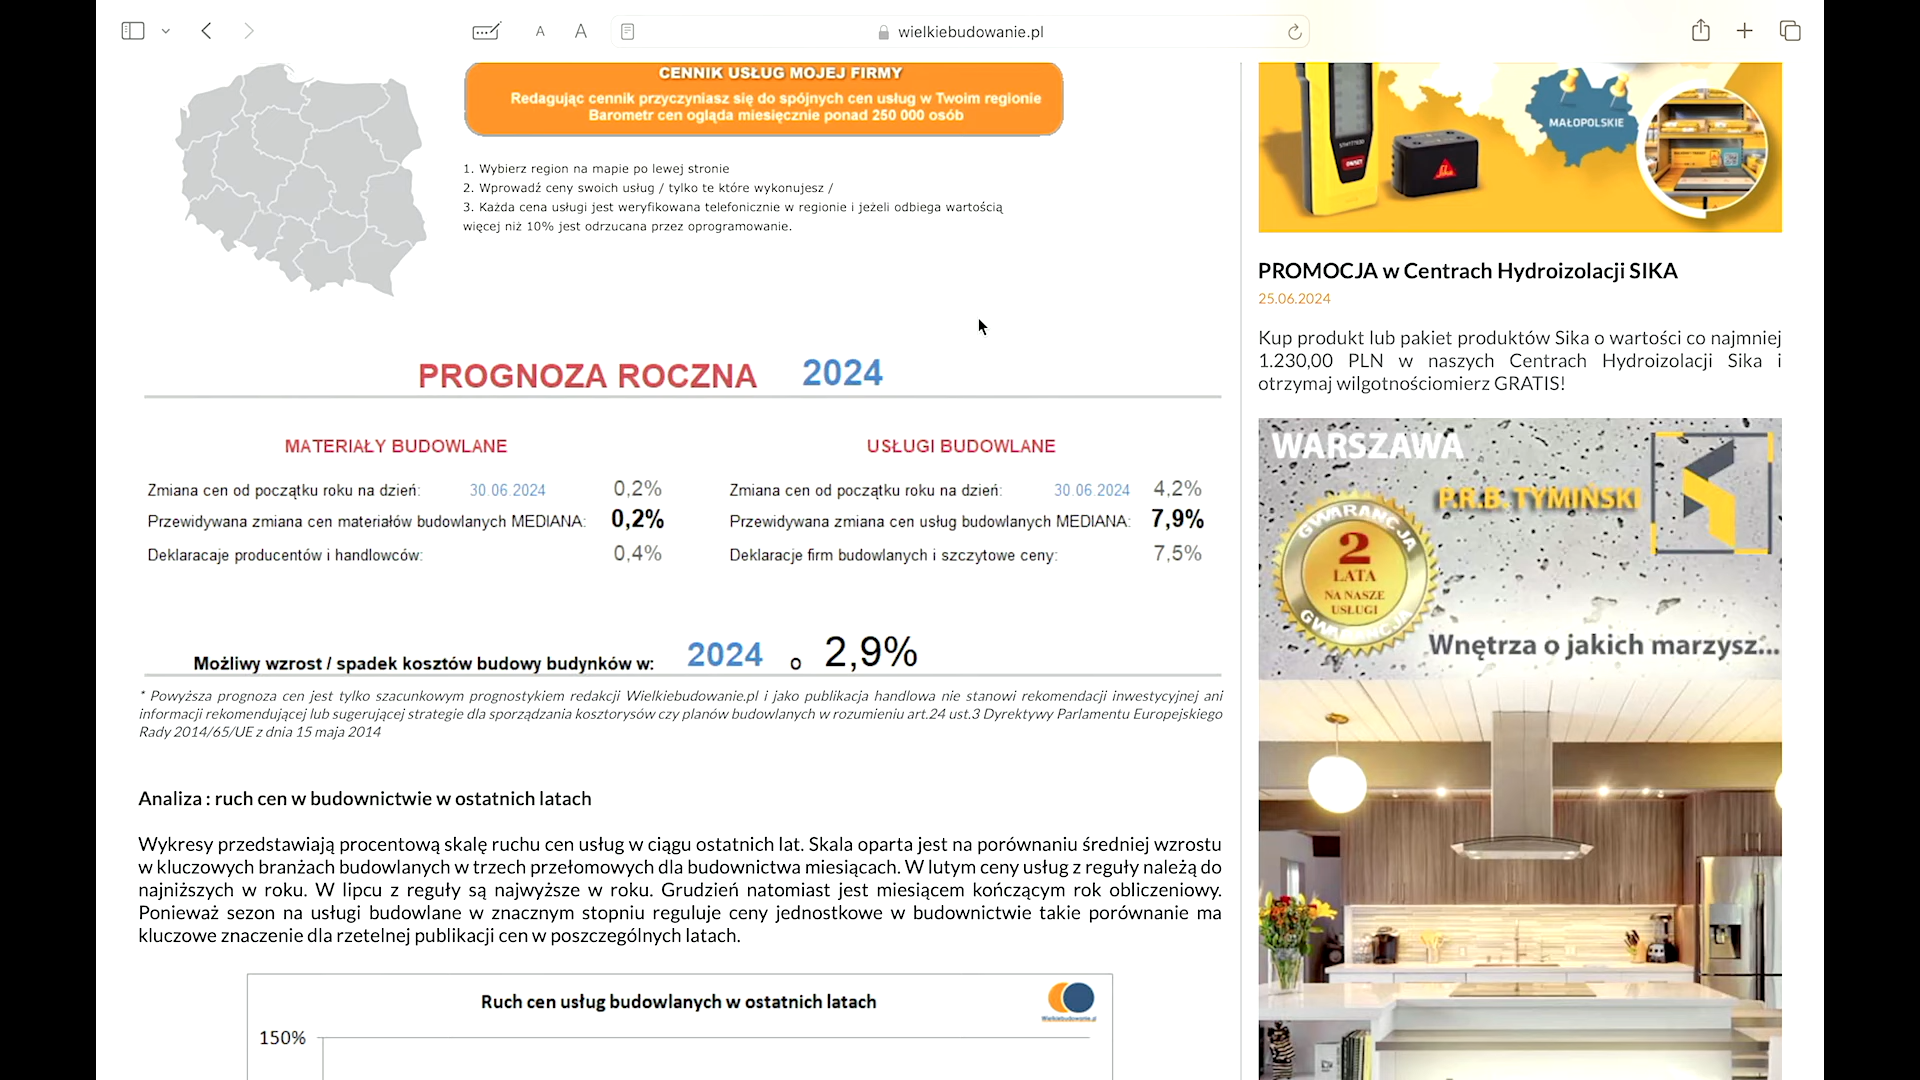 A A wielkiebudowanie.pl
CENNIK USŁUG MOJEJ FIRMY
Redagując cennik przyczyniasz się do spójnych cen usług w Twoim regionie
Barometr cen ogląda miesięcznie ponad 250 000 osób
1. Wybierz region na mapie po lewej stronie
2. Wprowadź ceny swoich usług / tylko te które wykonujesz /
3. Każda cena usługi jest weryfikowana telefonicznie w regionie i jeżeli odbiega wartością
więcej niż 10% jest odrzucana przez oprogramowanie.
PROGNOZA ROCZNA 2024
MATERIAŁY BUDOWLANE
Zmiana cen od początku roku na dzień: 30.06.2024 0,2%
Przewidywana zmiana cen materiałów budowlanych MEDIANA: 0,2%
Deklaracaje producentów i handlowców: 0,4%
USŁUGI BUDOWLANE
Zmiana cen od początku roku na dzień: 30.06.2024 4,2%
Przewidywana zmiana cen usług budowlanych MEDIANA: 7,9%
Deklaracje firm budowlanych i szczytowe ceny: 7,5%
Możliwy wzrost / spadek kosztów budowy budynków w: 2024 o 2,9%
* Powyższa prognoza cen jest tylko szacunkowym prognostykiem redakcji Wielkiebudowanie.pl i jako publikacja handlowa nie stanowi rekomendacji inwestycyjnej ani
informacji rekomendującej lub sugerującej strategie dla sporządzania kosztorysów czy planów budowlanych w rozumieniu art.24 ust.3 Dyrektywy Parlamentu Europejskiego
Rady 2014/65/UE z dnia 15 maja 2014
Analiza : ruch cen w budownictwie w ostatnich latach
Wykresy przedstawiają procentową skalę ruchu cen usług w ciągu ostatnich lat. Skala oparta jest na porównaniu średniej wzrostu
w kluczowych branżach budowlanych w trzech przełomowych dla budownictwa miesiącach. W lutym ceny usług z reguły należą do
najniższych w roku. W lipcu z reguły są najwyższe w roku. Grudzień natomiast jest miesiącem kończącym rok obliczeniowy.
Ponieważ sezon na usługi budowlane w znacznym stopniu reguluje ceny jednostkowe w budownictwie takie porównanie ma
kluczowe znaczenie dla rzetelnej publikacji cen w poszczególnych latach.
Ruch cen usług budowlanych w ostatnich latach
Wielkiebudowanie.pl
150%
MAŁOPOLSKIE
PROMOCJA w Centrach Hydroizolacji SIKA
25.06.2024
Kup produkt lub pakiet produktów Sika o wartości co najmniej
1.230,00 PLN w naszych Centrach Hydroizolacji Sika i
otrzymaj wilgotnościomierz GRATIS!
WARSZAWA
P.R.B. TYMIŃSKI
GWARANCJA
2
LATA
NA NASZE
USŁUGI
GWARANCJA
Wnętrza o jakich marzysz...